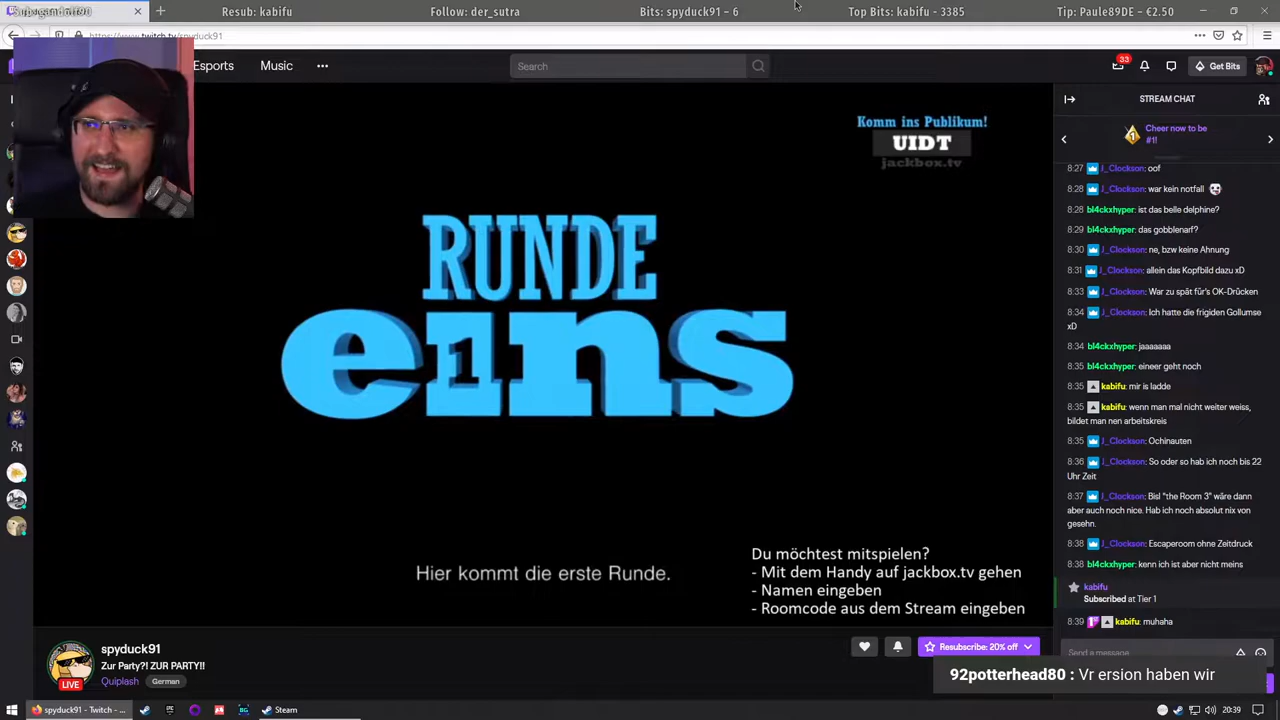 Resub: kabifu
Follow: der_sutra
Bits: spyduck91 - 6
Top Bits: kabifu - 3385
Tip: Paule89DE - €2.50
https://www.twitch.tv/spyduck91
Esports
Music
Search
33
Get Bits
Komm ins Publikum!
UIDT
jackbox.tv
RUNDE
eins
1
Hier kommt die erste Runde.
Du möchtest mitspielen?
- Mit dem Handy auf jackbox.tv gehen
- Namen eingeben
- Roomcode aus dem Stream eingeben
STREAM CHAT
1
Cheer now to be
#1!
8:27 J_Clockson: oof
8:28 J_Clockson: war kein notfall
8:28 bl4ckxhyper: ist das belle delphine?
8:29 bl4ckxhyper: das gobblenarf?
8:30 J_Clockson: ne, bzw keine Ahnung
8:31 J_Clockson: allein das Kopfbild dazu xD
8:33 J_Clockson: War zu spät für's OK-Drücken
8:34 J_Clockson: Ich hatte die frigiden Gollumse
xD
8:34 bl4ckxhyper: jaaaaaaa
8:35 bl4ckxhyper: eineer geht noch
8:35 kabifu: mir is ladde
8:35 kabifu: wenn man mal nicht weiter weiss,
bildet man nen arbeitskreis
8:35 J_Clockson: Ochinauten
8:36 J_Clockson: So oder so hab ich noch bis 22
Uhr Zeit
8:37 J_Clockson: Bisl "the Room 3" wäre dann
aber auch noch nice. Hab ich noch absolut nix von
gesehn.
8:38 J_Clockson: Escaperoom ohne Zeitdruck
8:38 bl4ckxhyper: kenn ich ist aber nicht meins
kabifu
Subscribed at Tier 1
8:39 kabifu: muhaha
Send a message
spyduck91
Zur Party?! ZUR PARTY!!
Quiplash
German
LIVE
Resubscribe: 20% off
92potterhead80 : Vr ersion haben wir
spyduck91 - Twitch - ...
Steam
20:39